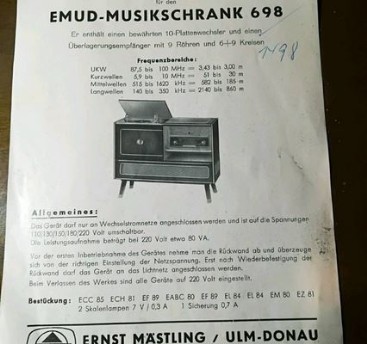 für den
EMUD-MUSIKSCHRANK 698
Er enthält einen bewährten 10-Plattenwechsler und einen
Überlagerungsempfänger mit 9 Röhren und 6+9 Kreisen
1498
Frequenzbereiche:
UKW 87,5 bis 100 MHz = 3,43 bis 3,00 m
Kurzwellen 5,9 bis 10 MHz = 51 bis 30 m
Mittelwellen 515 bis 1620 kHz = 582 bis 185 m
Langwellen 140 bis 350 kHz = 2140 bis 860 m
Allgemeines:
Das Gerät darf nur an Wechselstromnetze angeschlossen werden und ist auf die Spannungen
110/130/150/180/220 Volt umschaltbar.
Die Leistungsaufnahme beträgt bei 220 Volt etwa 80 VA.
Vor der ersten Inbetriebnahme des Gerätes nehme man die Rückwand ab und überzeuge
sich von der richtigen Einstellung der Netzspannung. Erst nach Wiederbefestigung der
Rückwand darf das Gerät an das Lichtnetz angeschlossen werden.
Beim Verlassen des Werkes sind alle Geräte auf 220 Volt eingestellt.
Bestückung: ECC 85 ECH 81 EF 89 EABC 80 EF 89 EL 84 EL 84 EM 80 EZ 81
2 Skalenlampen 7 V / 0,3 A 1 Sicherung 0,7 A
ERNST MÄSTLING / ULM-DONAU